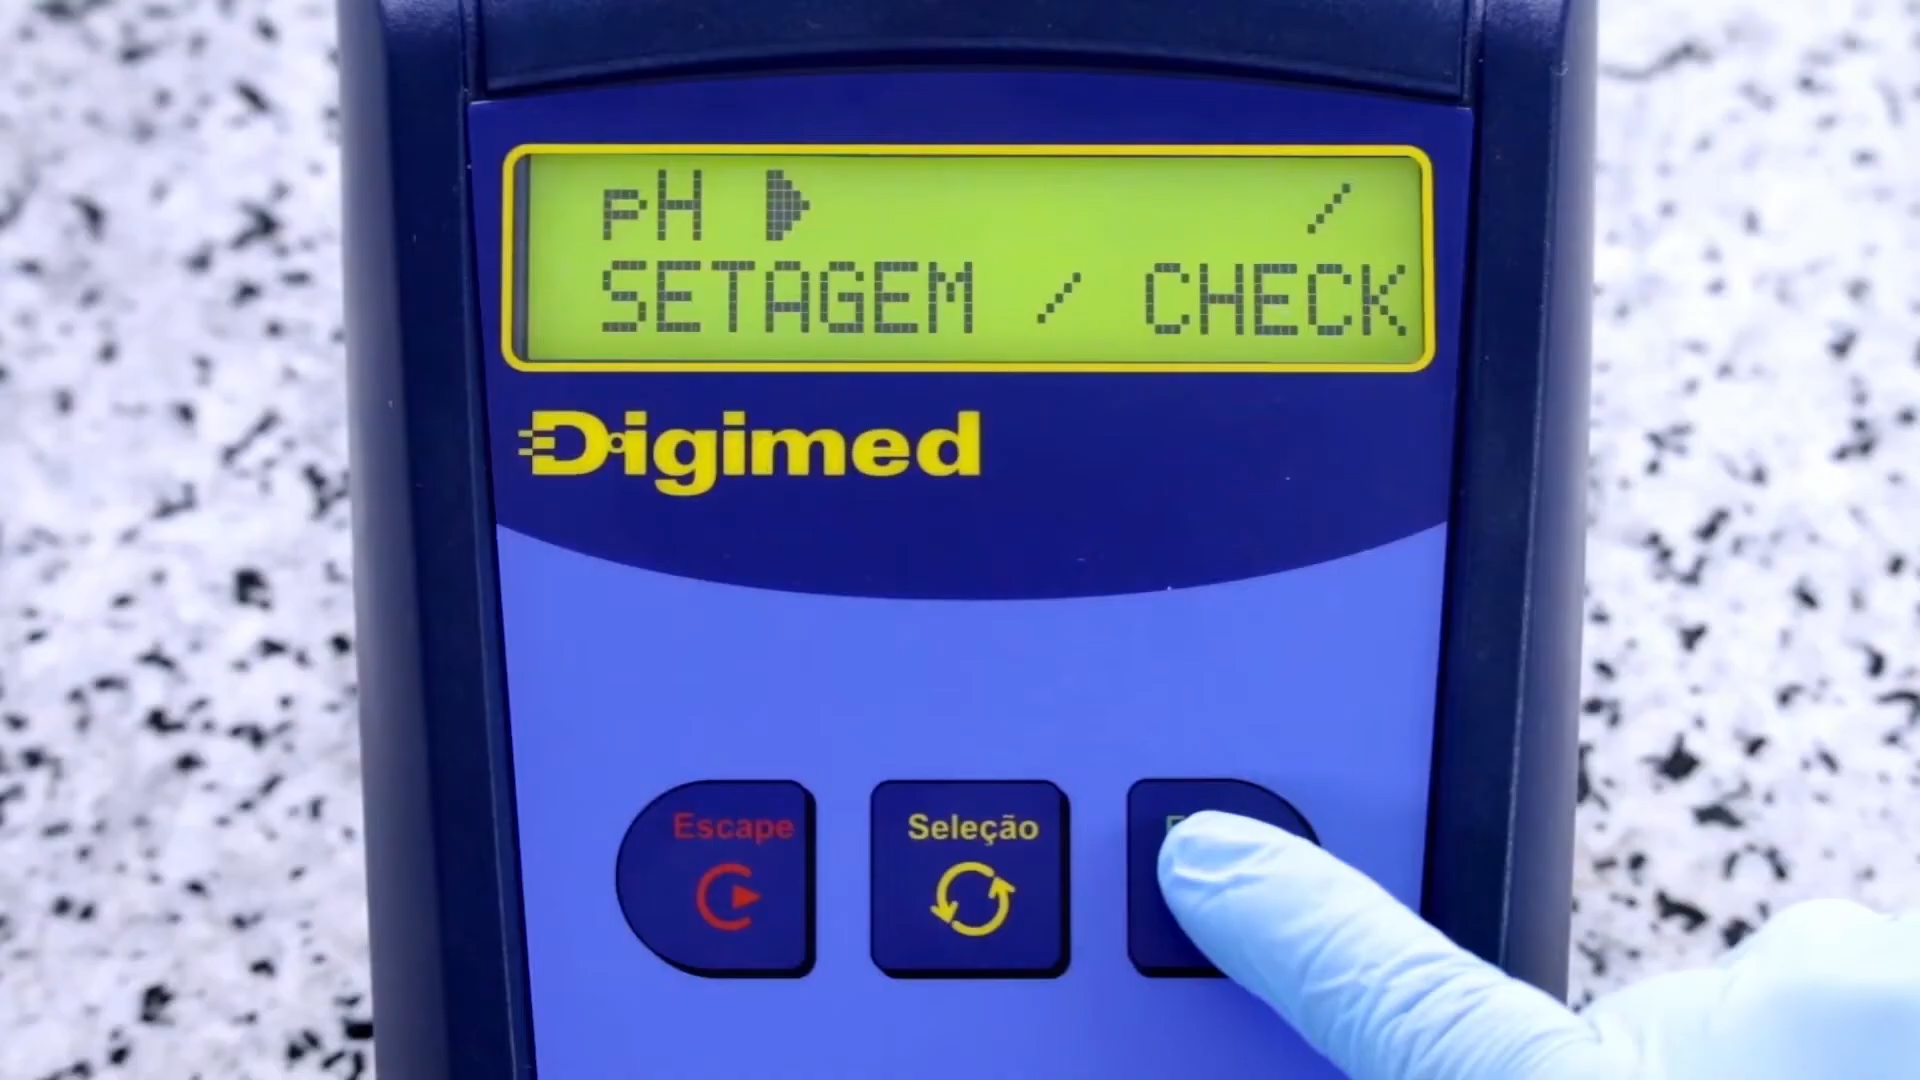 pH ▶ /
SETAGEM / CHECK
Digimed
Escape
Seleção